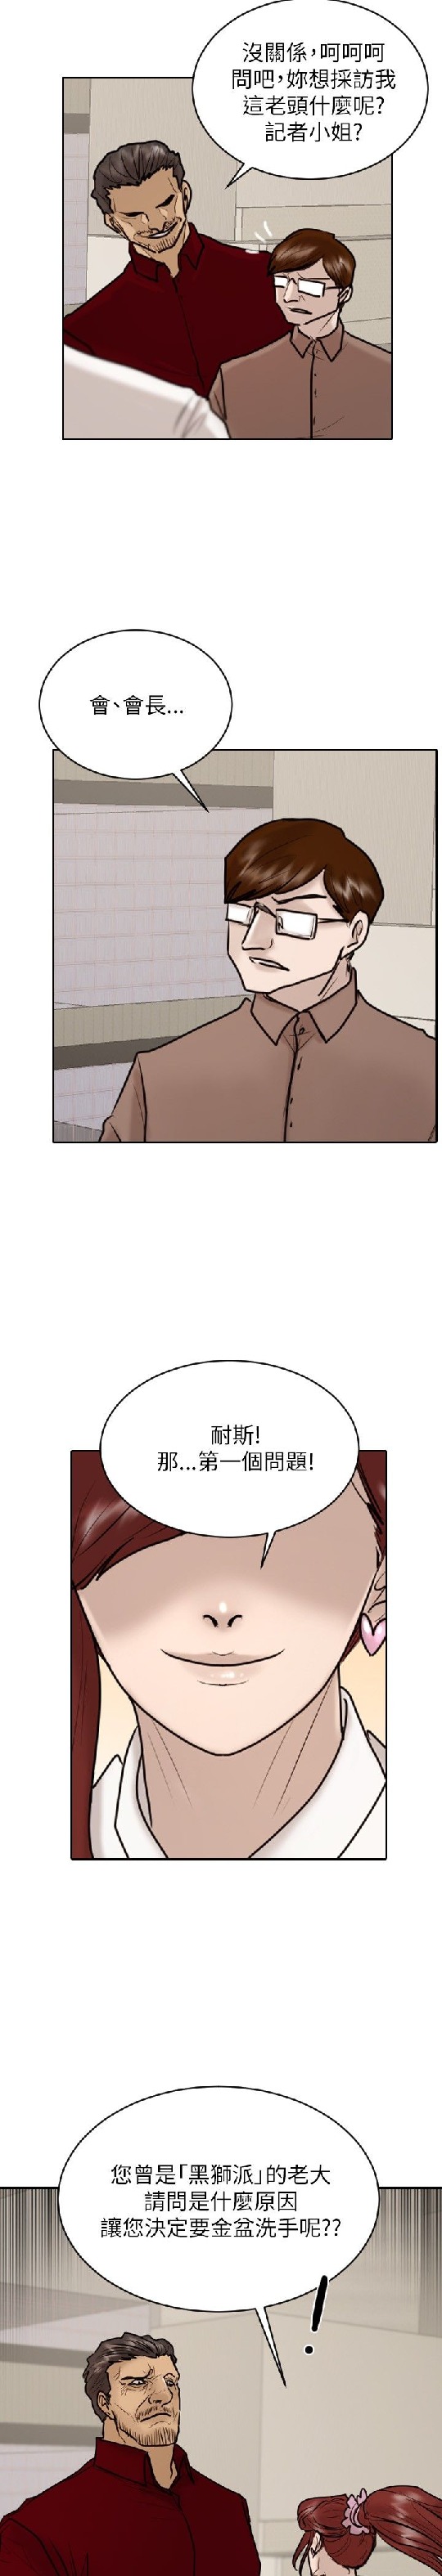 沒關係，呵呵呵
問吧，妳想採訪我
這老頭什麼呢?
記者小姐?
會、會長...
耐斯!
那...第一個問題!
您曾是「黑獅派」的老大
請問是什麼原因
讓您決定要金盆洗手呢??
!